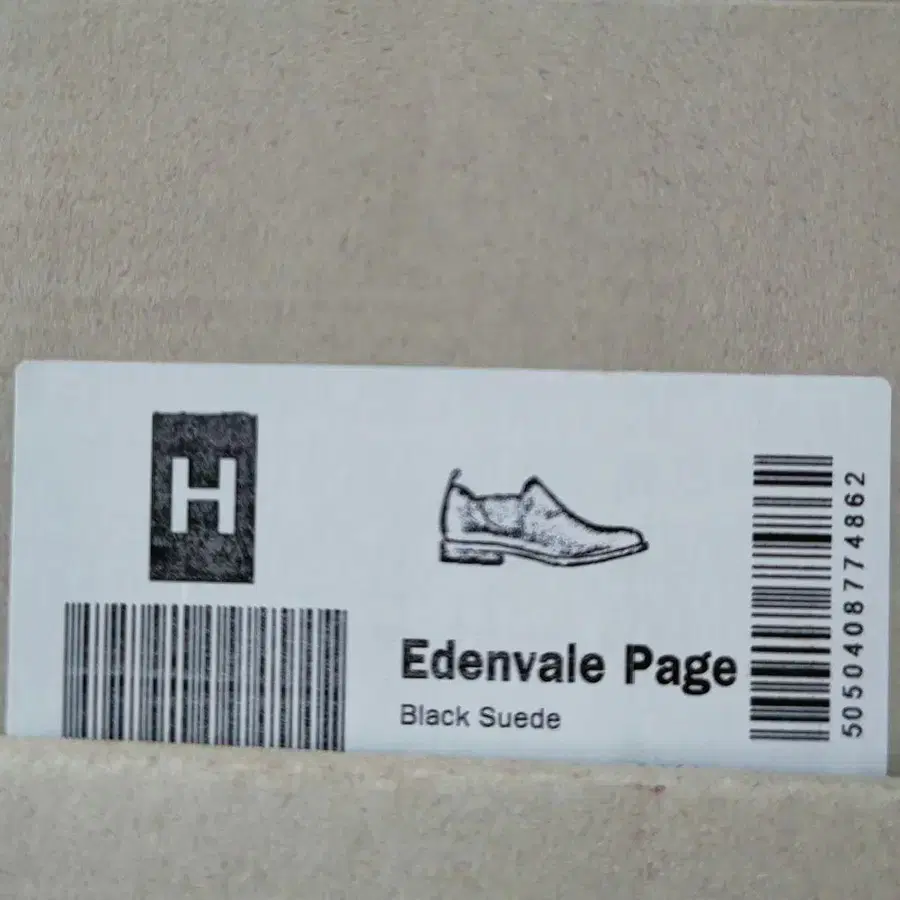 H
Edenvale Page
Black Suede
5050408774862